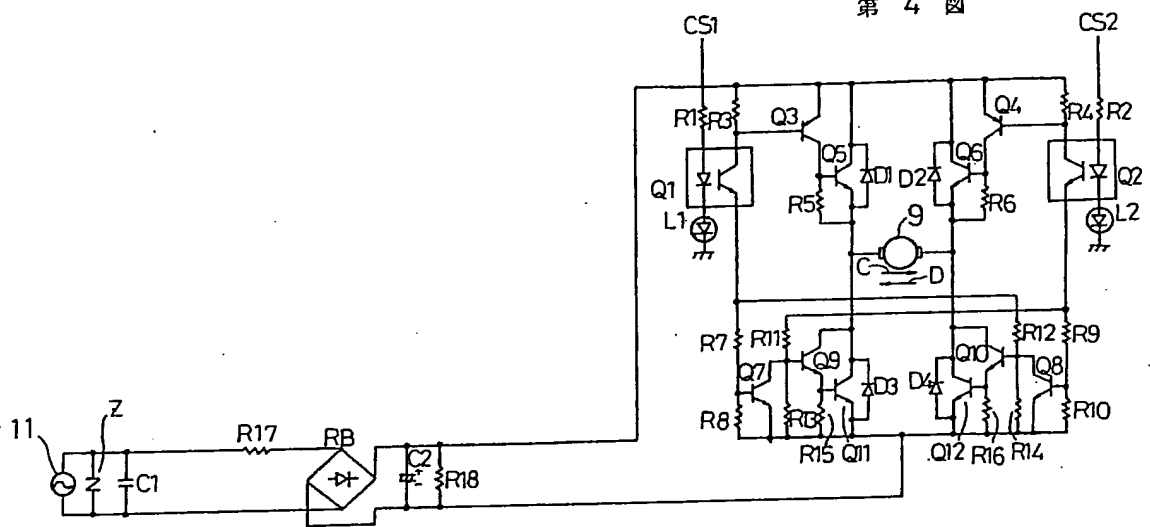 第 4 図
CS1
CS2
R1
R3
Q3
Q4
R4
R2
Q1
Q5
D1
D2
Q6
Q2
R5
R6
L1
9
L2
C
D
R7
R11
Q9
Q10
R12
R9
Q7
D3
D4
Q8
R8
R13
R10
R15
Q11
Q12
R16
R14
11
Z
R17
RB
C1
C2
+
R18